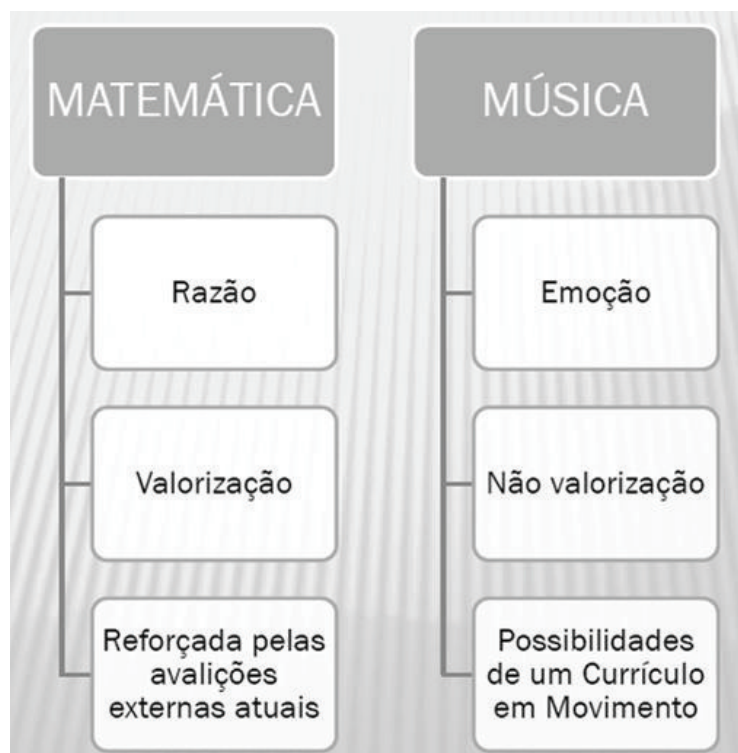 MATEMÁTICA
Razão
Valorização
Reforçada pelas
avalições
externas atuais
MÚSICA
Emoção
Não valorização
Possibilidades
de um Currículo
em Movimento